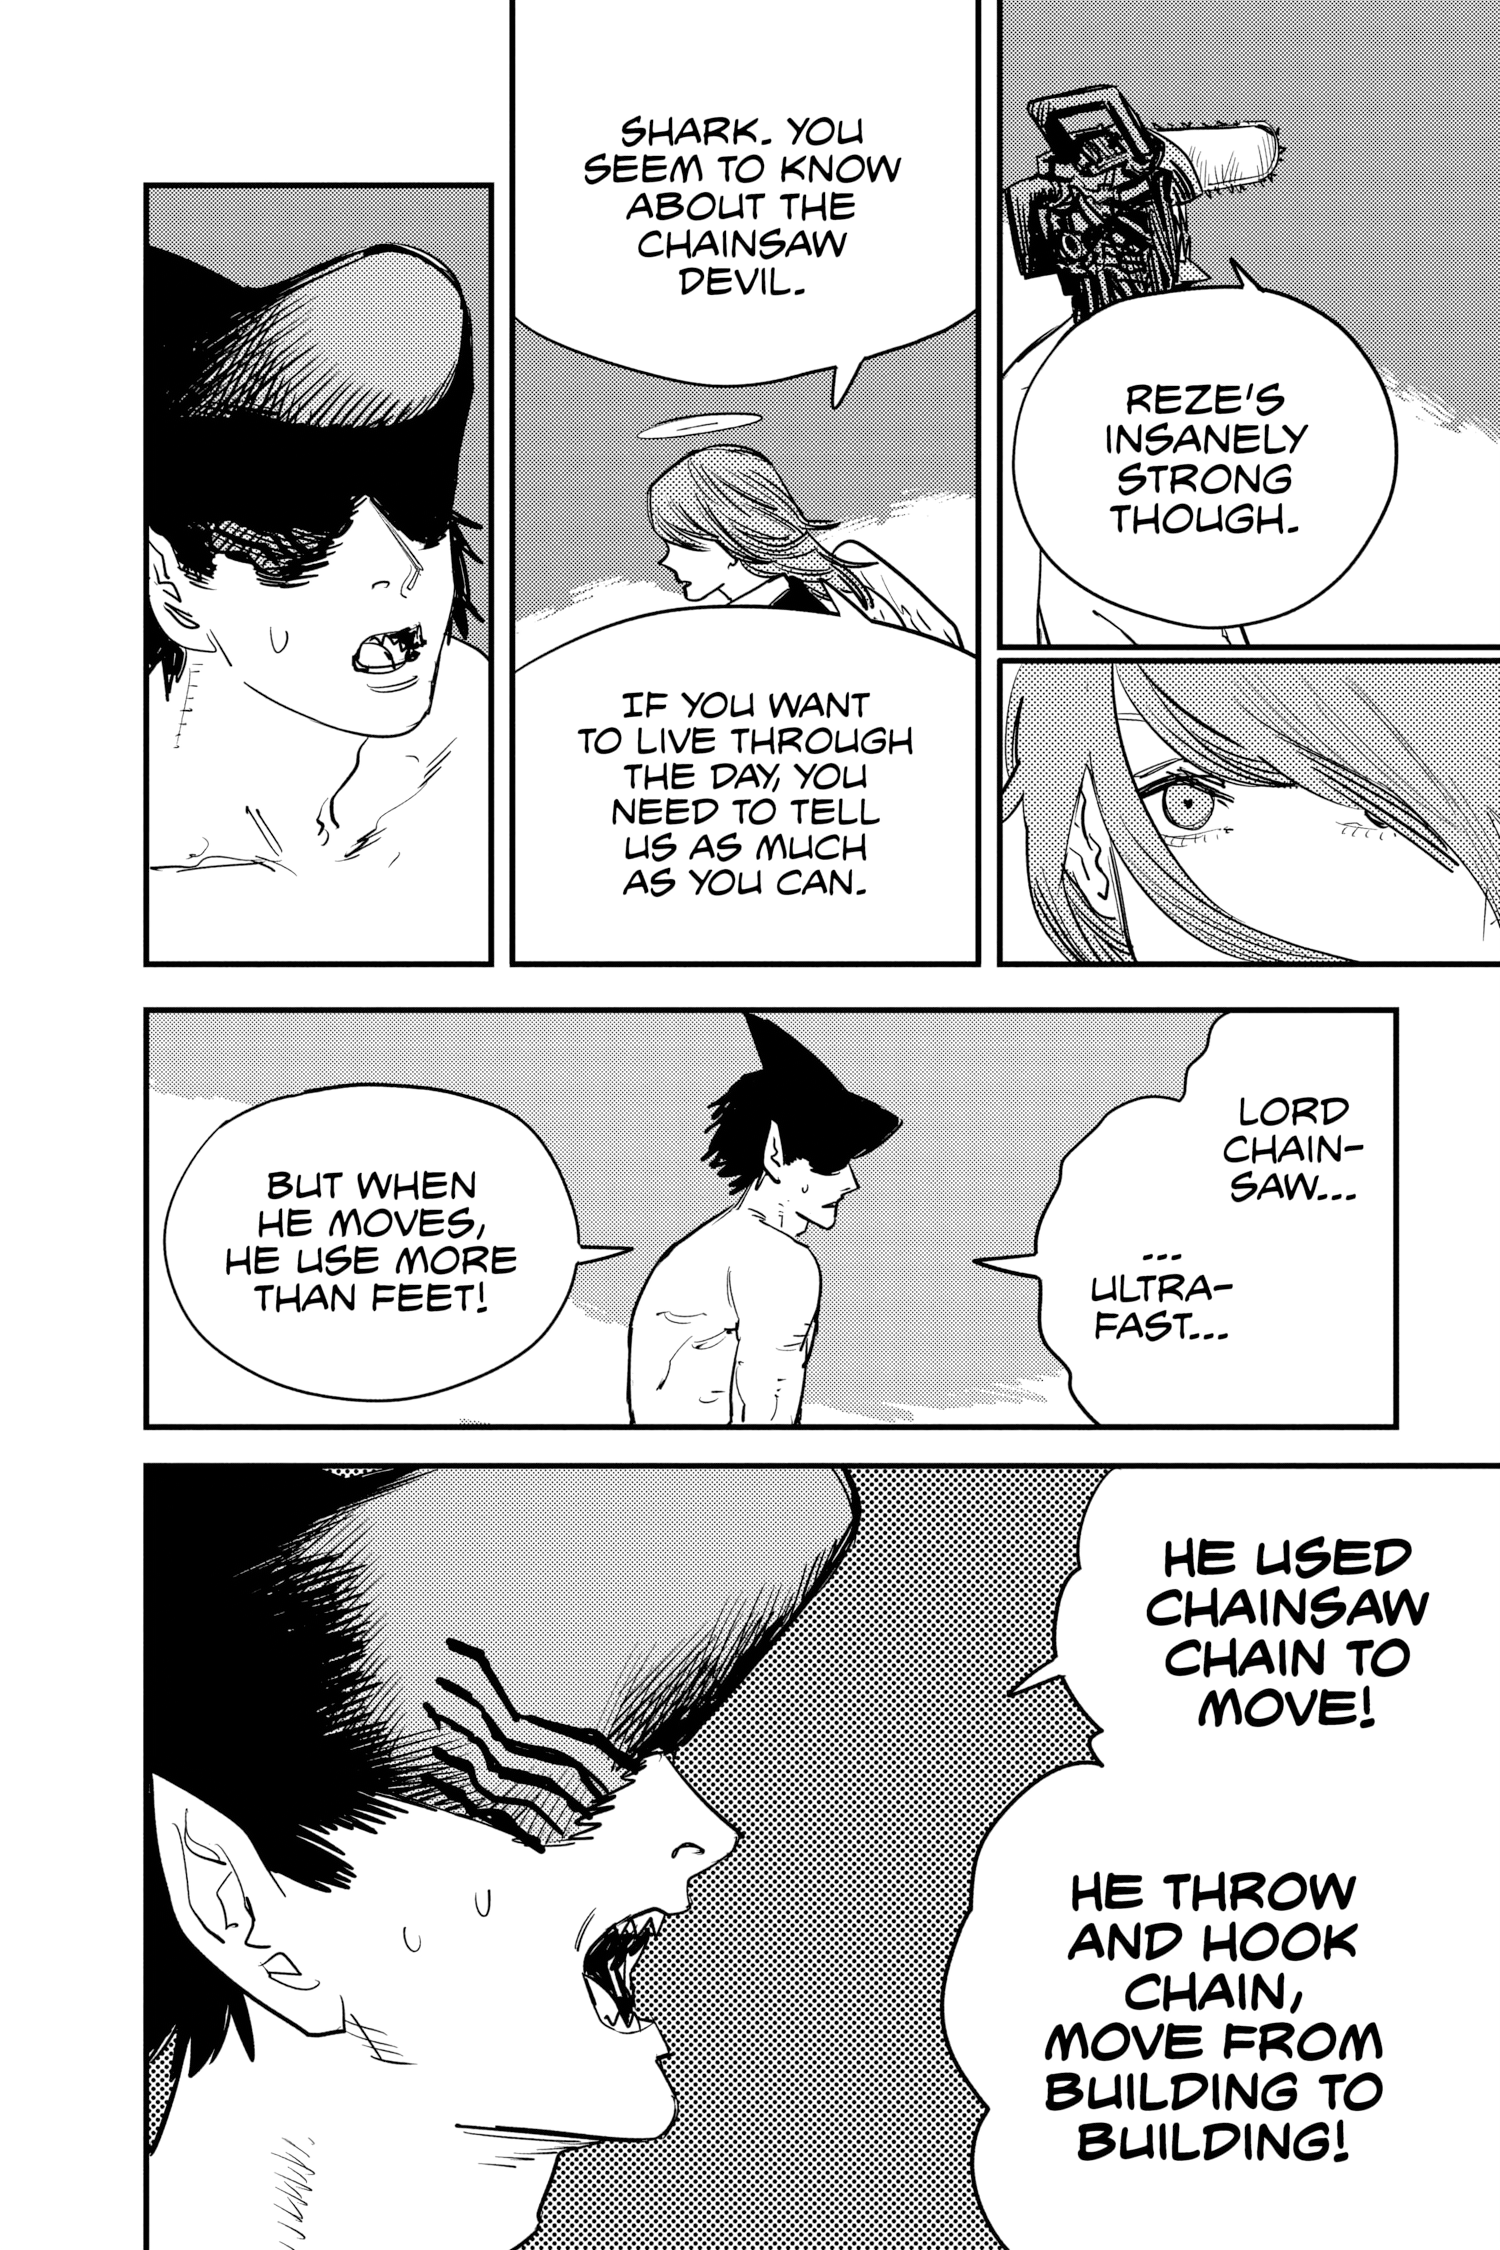 REZE'S
INSANELY
STRONG
THOUGH.
SHARK. YOU
SEEM TO KNOW
ABOUT THE
CHAINSAW
DEVIL.
IF YOU WANT
TO LIVE THROUGH
THE DAY, YOU
NEED TO TELL
US AS MUCH
AS YOU CAN.
LORD
CHAIN-
SAW...
...
ULTRA-
FAST...
BUT WHEN
HE MOVES,
HE USE MORE
THAN FEET!
HE USED
CHAINSAW
CHAIN TO
MOVE!
HE THROW
AND HOOK
CHAIN,
MOVE FROM
BUILDING TO
BUILDING!